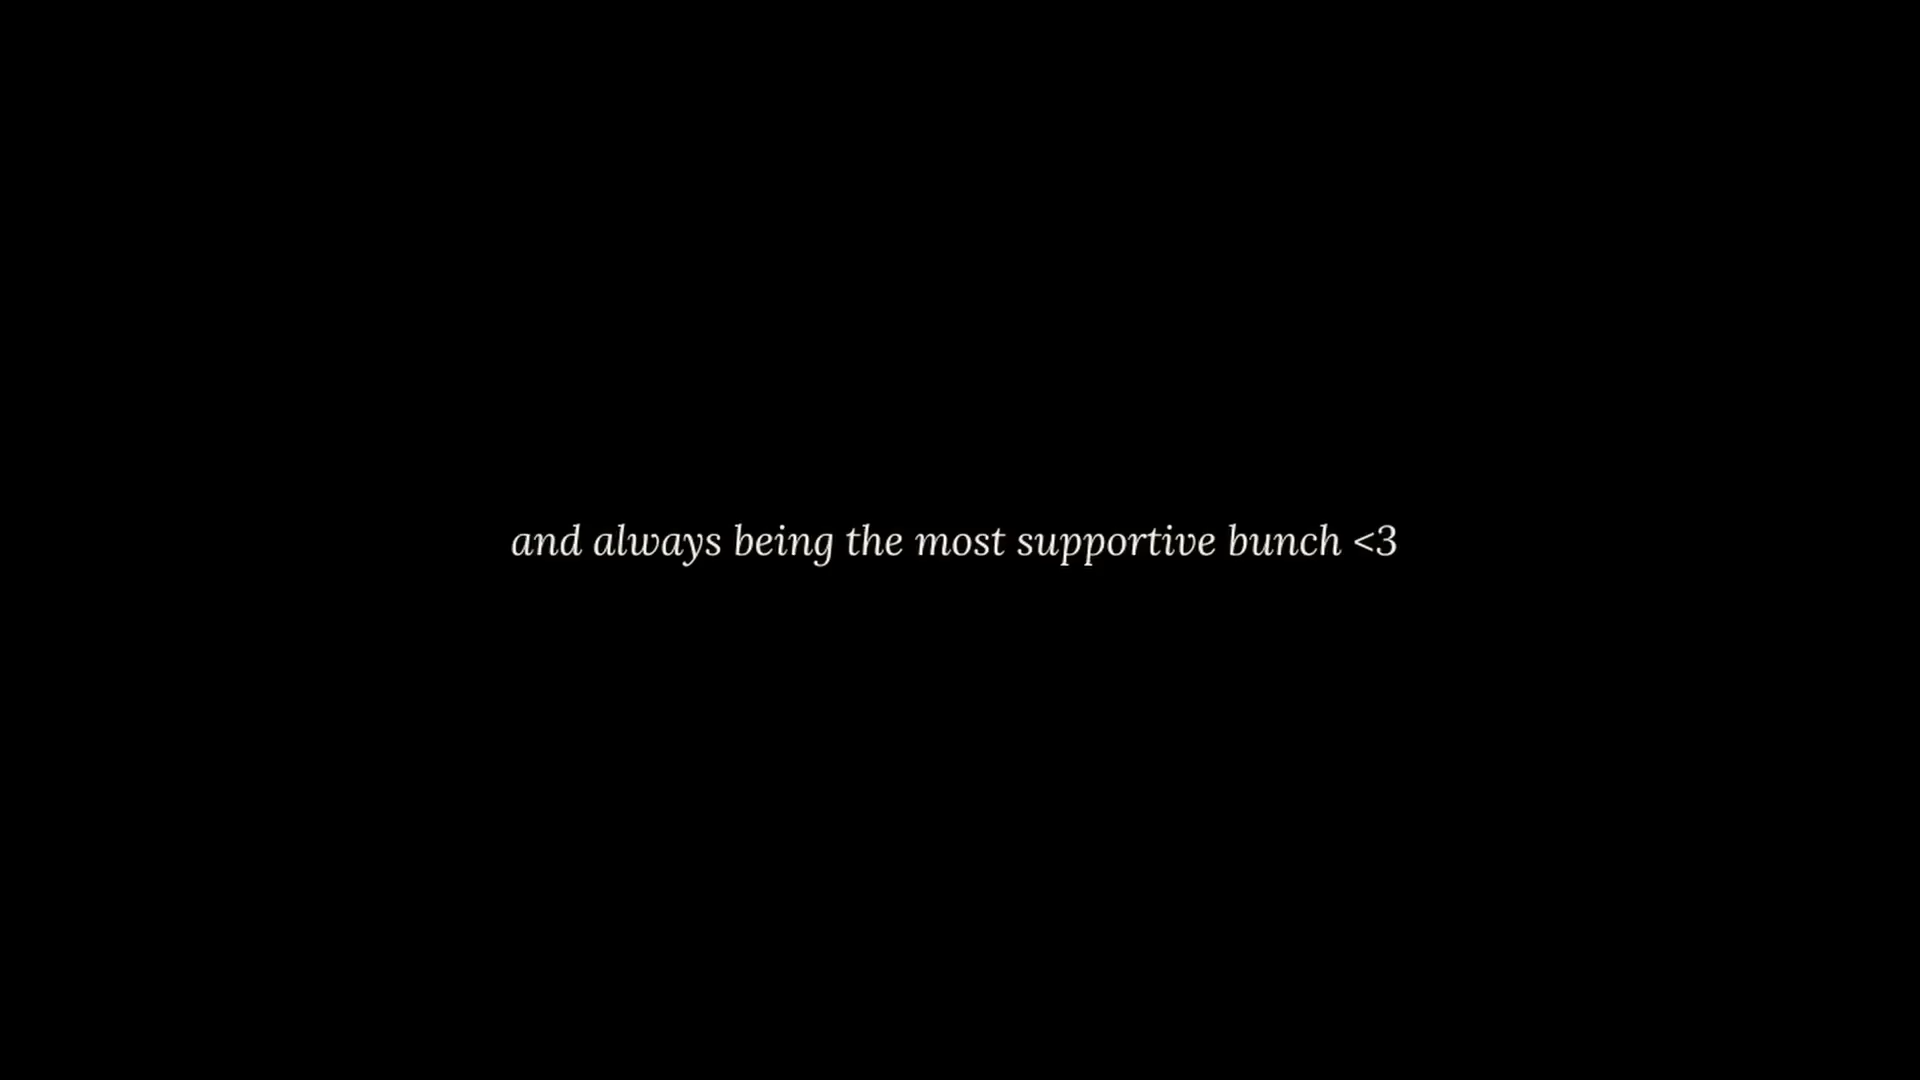 and always being the most supportive bunch <3